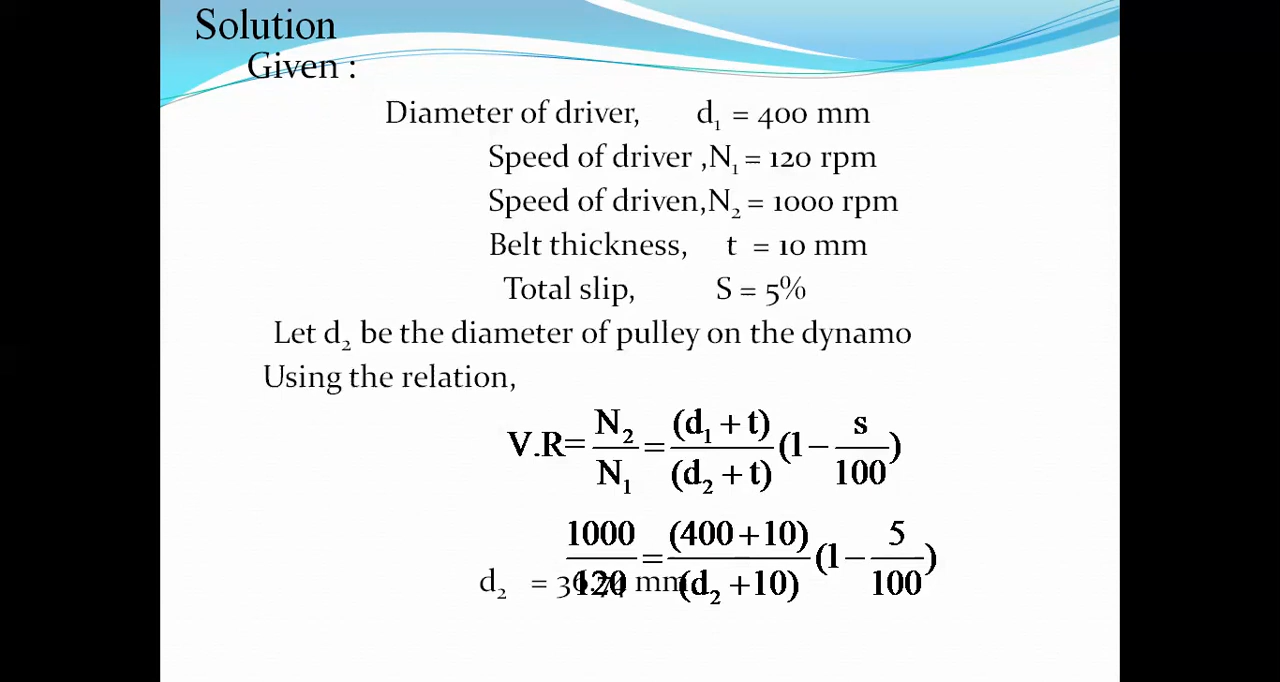 Solution
Given :
Diameter of driver, d₁ = 400 mm
Speed of driver ,N₁ = 120 rpm
Speed of driven,N₂ = 1000 rpm
Belt thickness, t = 10 mm
Total slip, S = 5%
Let d₂ be the diameter of pulley on the dynamo
Using the relation,
V.R= N₂/N₁ = (d₁ + t)/(d₂ + t) (1 − s/100)
1000/120 = (400+10)/(d₂ +10) (1 − 5/100)
d₂ = mm